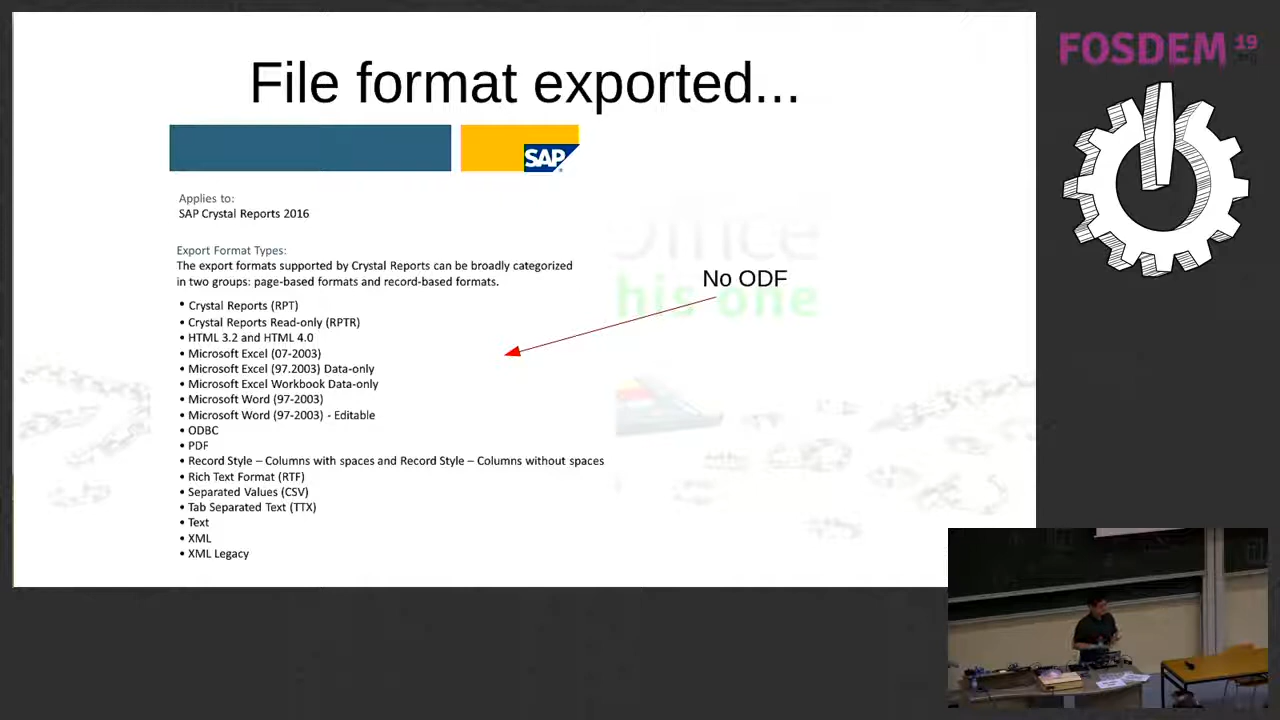 File format exported...
SAP
Applies to:
SAP Crystal Reports 2016
Export Format Types:
The export formats supported by Crystal Reports can be broadly categorized
in two groups: page-based formats and record-based formats.
• Crystal Reports (RPT)
• Crystal Reports Read-only (RPTR)
• HTML 3.2 and HTML 4.0
• Microsoft Excel (07-2003)
• Microsoft Excel (97.2003) Data-only
• Microsoft Excel Workbook Data-only
• Microsoft Word (97-2003)
• Microsoft Word (97-2003) - Editable
• ODBC
• PDF
• Record Style – Columns with spaces and Record Style – Columns without spaces
• Rich Text Format (RTF)
• Separated Values (CSV)
• Tab Separated Text (TTX)
• Text
• XML
• XML Legacy
Office
his one
No ODF
FOSDEM 19